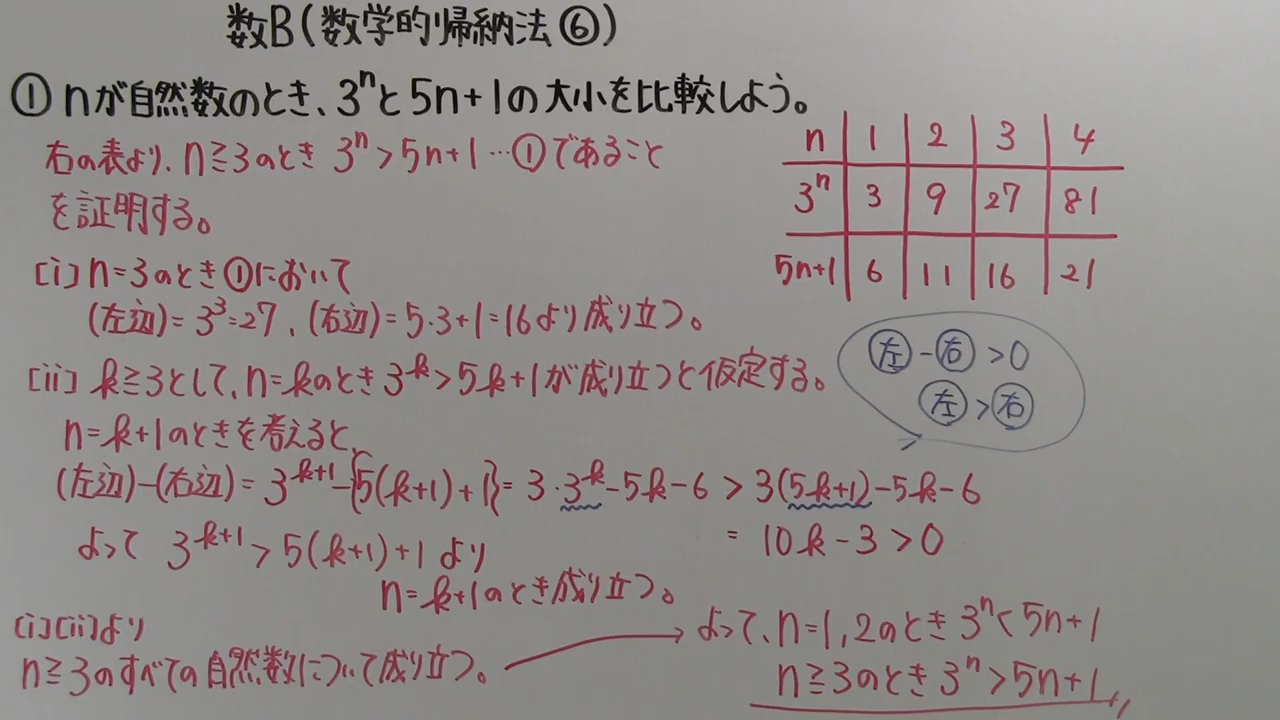 数B(数学的帰納法⑥)
① nが自然数のとき、3ⁿと5n+1の大小を比較しよう。
右の表より、n≧3のとき 3ⁿ>5n+1 …①であること
を証明する。
[i] n=3のとき①において
(左辺)=3³=27、(右辺)=5・3+1=16より成り立つ。
[ii] k≧3として、n=kのとき3ᵏ>5k+1が成り立つと仮定する。
n=k+1のときを考えると、
(左辺)-(右辺)=3ᵏ⁺¹-{5(k+1)+1}=3・3ᵏ-5k-6 > 3(5k+1)-5k-6
= 10k-3>0
よって 3ᵏ⁺¹>5(k+1)+1 より
n=k+1のとき成り立つ。
[i][ii]より
n≧3のすべての自然数について成り立つ。
n 1 2 3 4
3ⁿ 3 9 27 81
5n+1 6 11 16 21
左-右>0
左>右
よって、n=1,2のとき3ⁿ<5n+1
n≧3のとき3ⁿ>5n+1